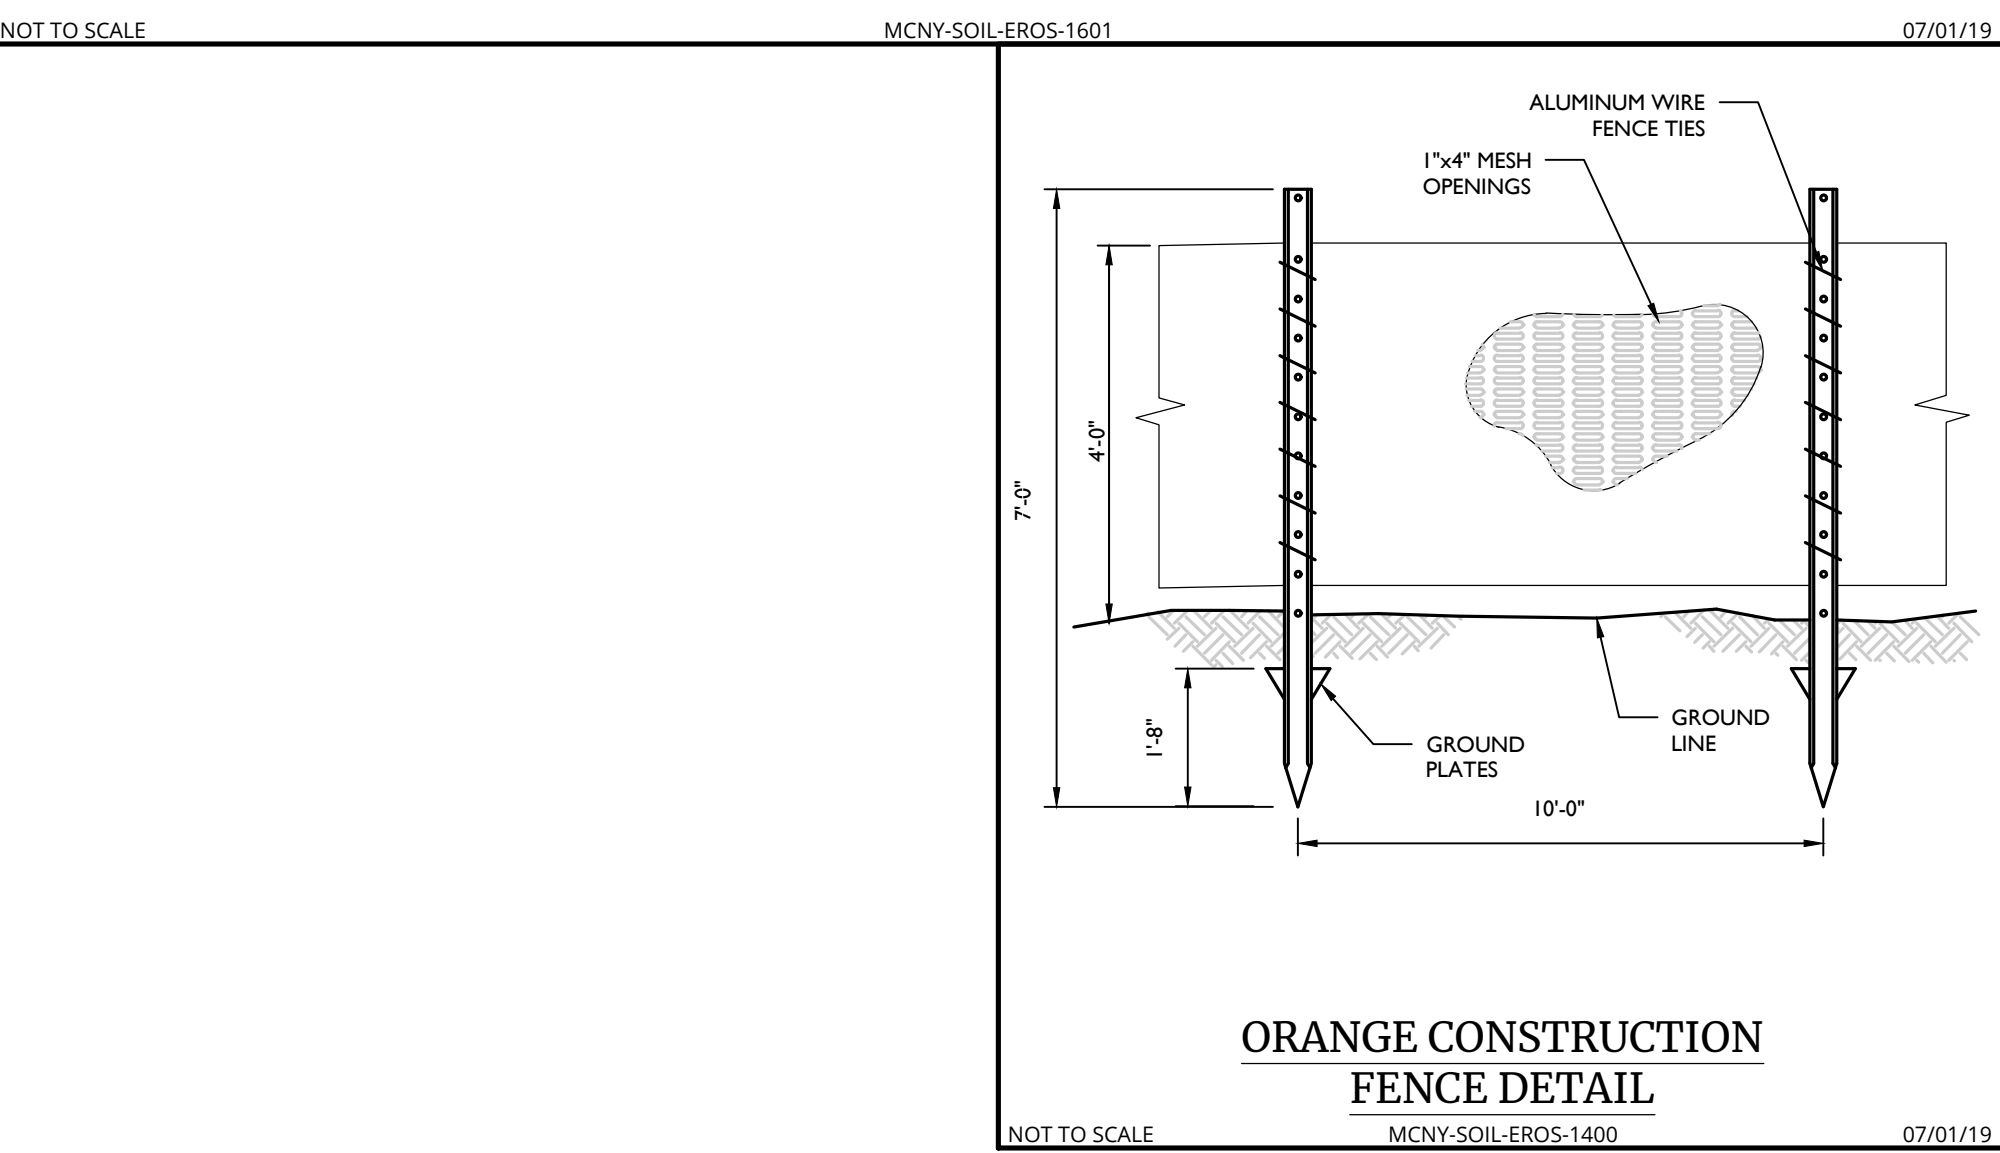 NOT TO SCALE MCNY-SOIL-EROS-1601 07/01/19
ALUMINUM WIRE
FENCE TIES
1"x4" MESH
OPENINGS
4'-0"
7'-0"
1'-8"
GROUND
PLATES
GROUND
LINE
10'-0"
ORANGE CONSTRUCTION
FENCE DETAIL
NOT TO SCALE MCNY-SOIL-EROS-1400 07/01/19